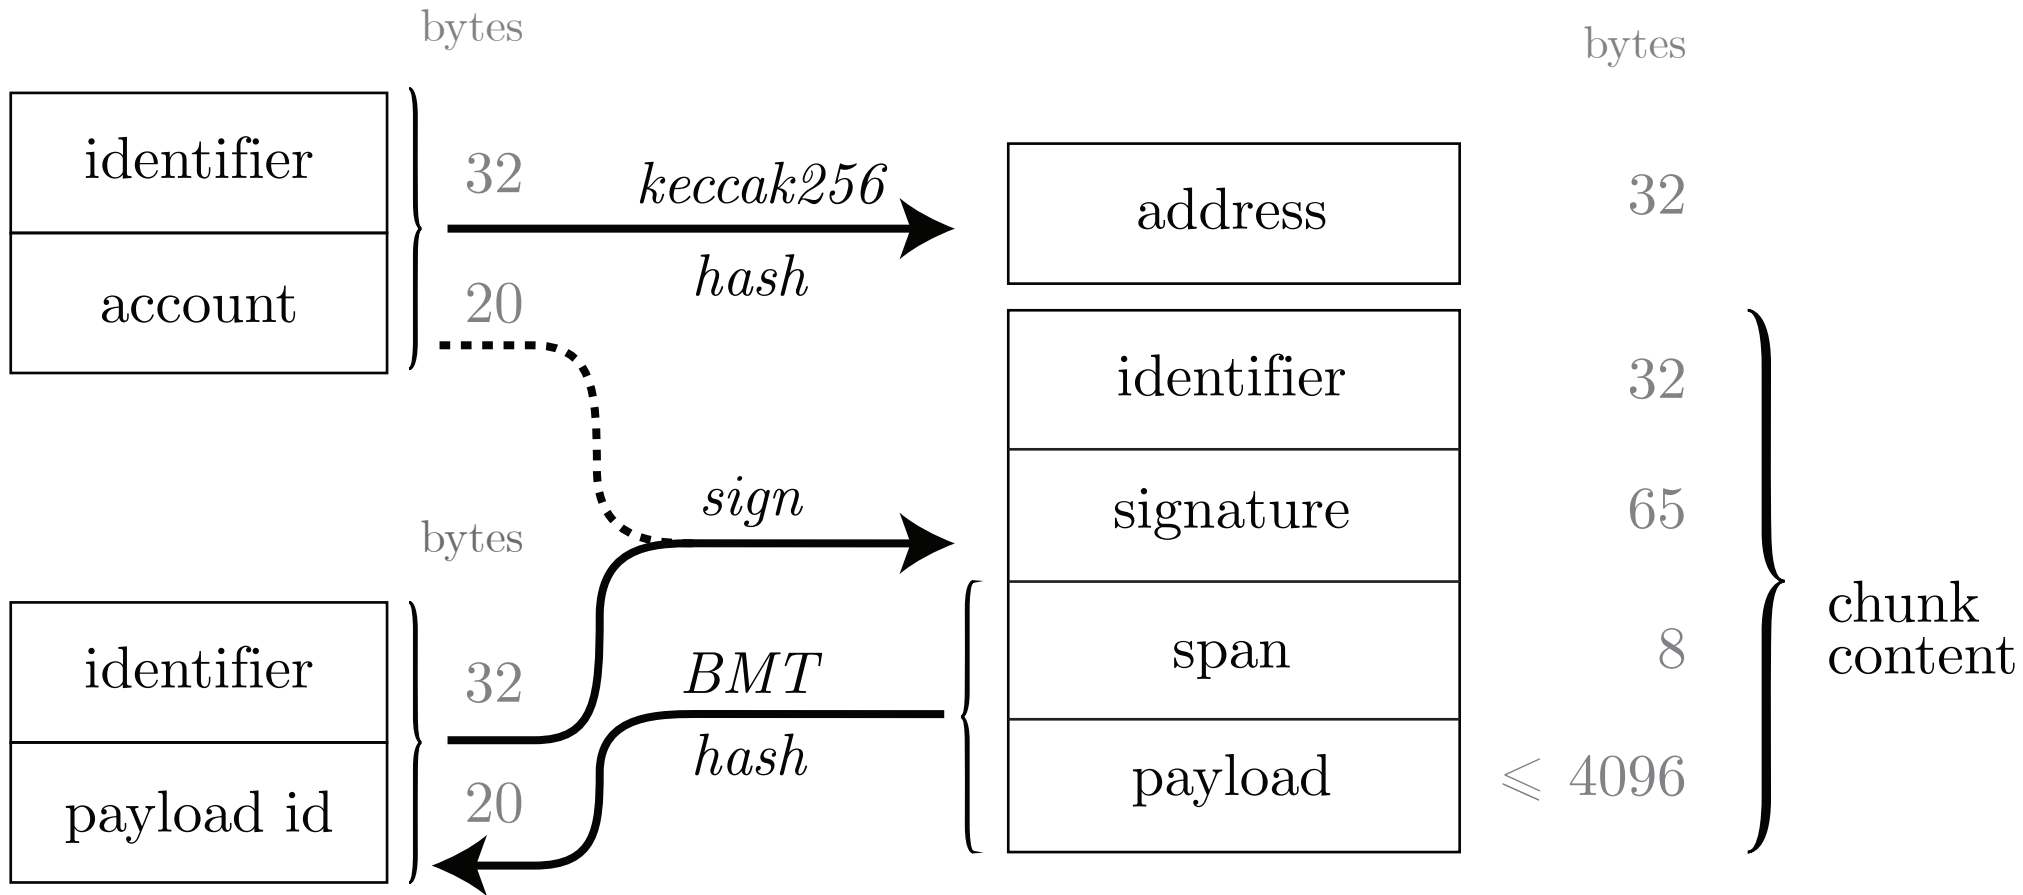 bytes
bytes
identifier
32
keccak256
address
32
hash
account
20
identifier
32
sign
signature
65
bytes
chunk
content
identifier
32
BMT
span
8
hash
payload
⩽ 4096
payload id
20